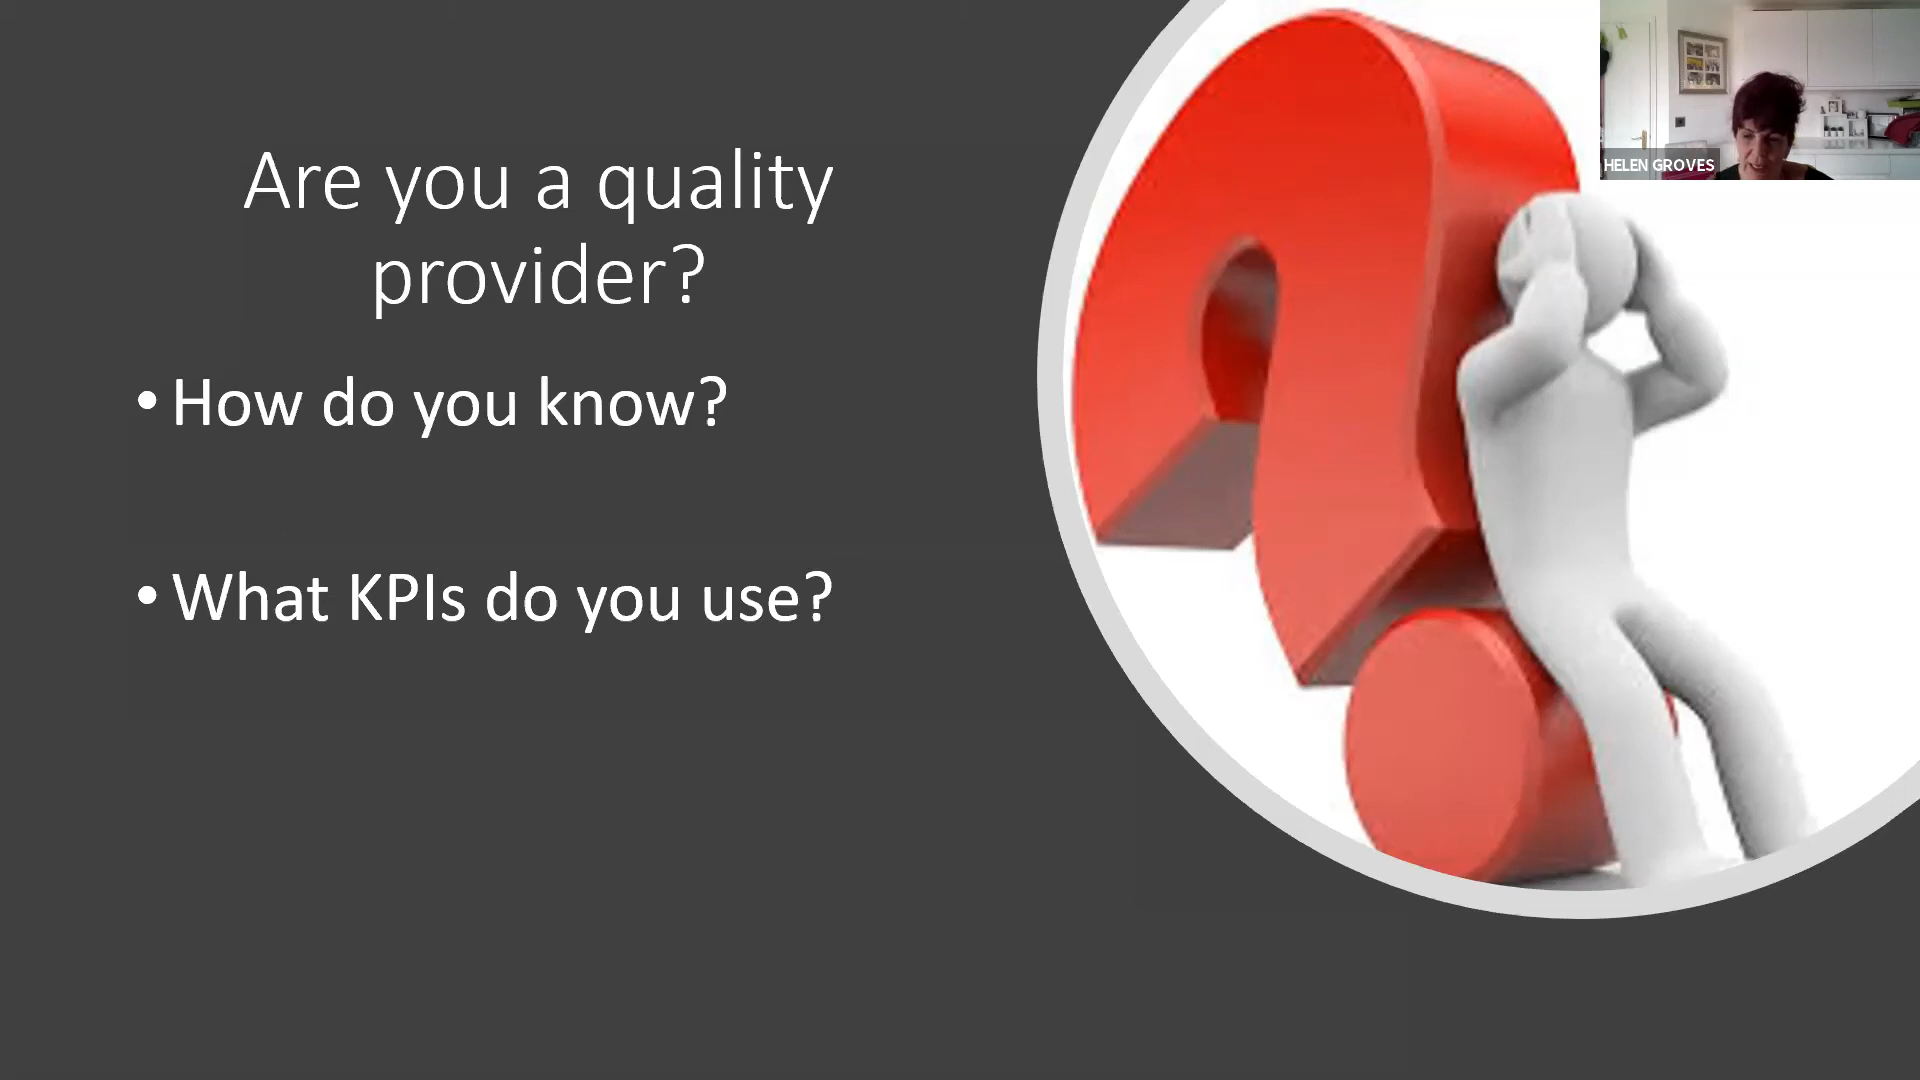 Are you a quality
provider?
• How do you know?
• What KPIs do you use?
HELEN GROVES